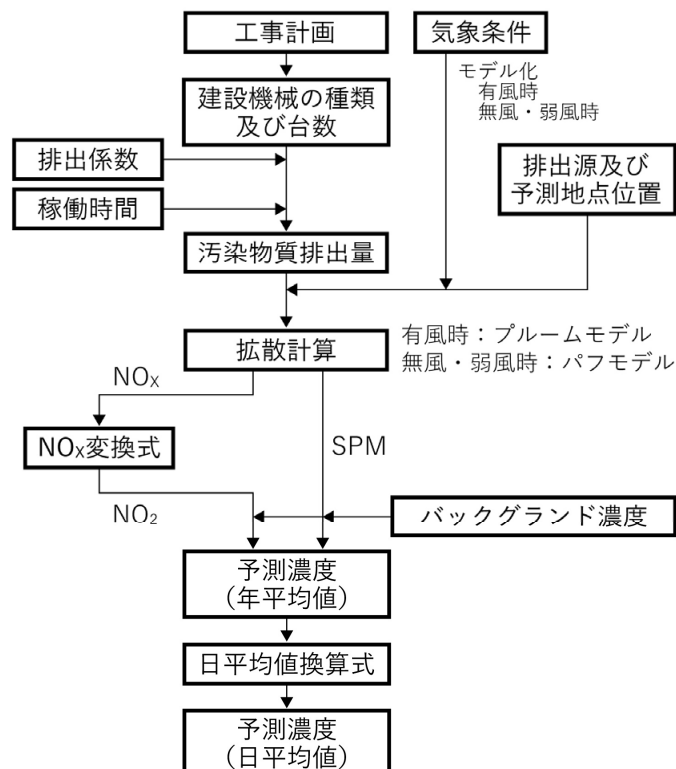 工事計画
気象条件
モデル化
有風時
無風・弱風時
建設機械の種類
及び台数
排出係数
排出源及び
予測地点位置
稼働時間
汚染物質排出量
拡散計算
有風時：プルームモデル
無風・弱風時：パフモデル
NOx
NOx変換式
SPM
NO₂
バックグランド濃度
予測濃度
（年平均値）
日平均値換算式
予測濃度
（日平均値）